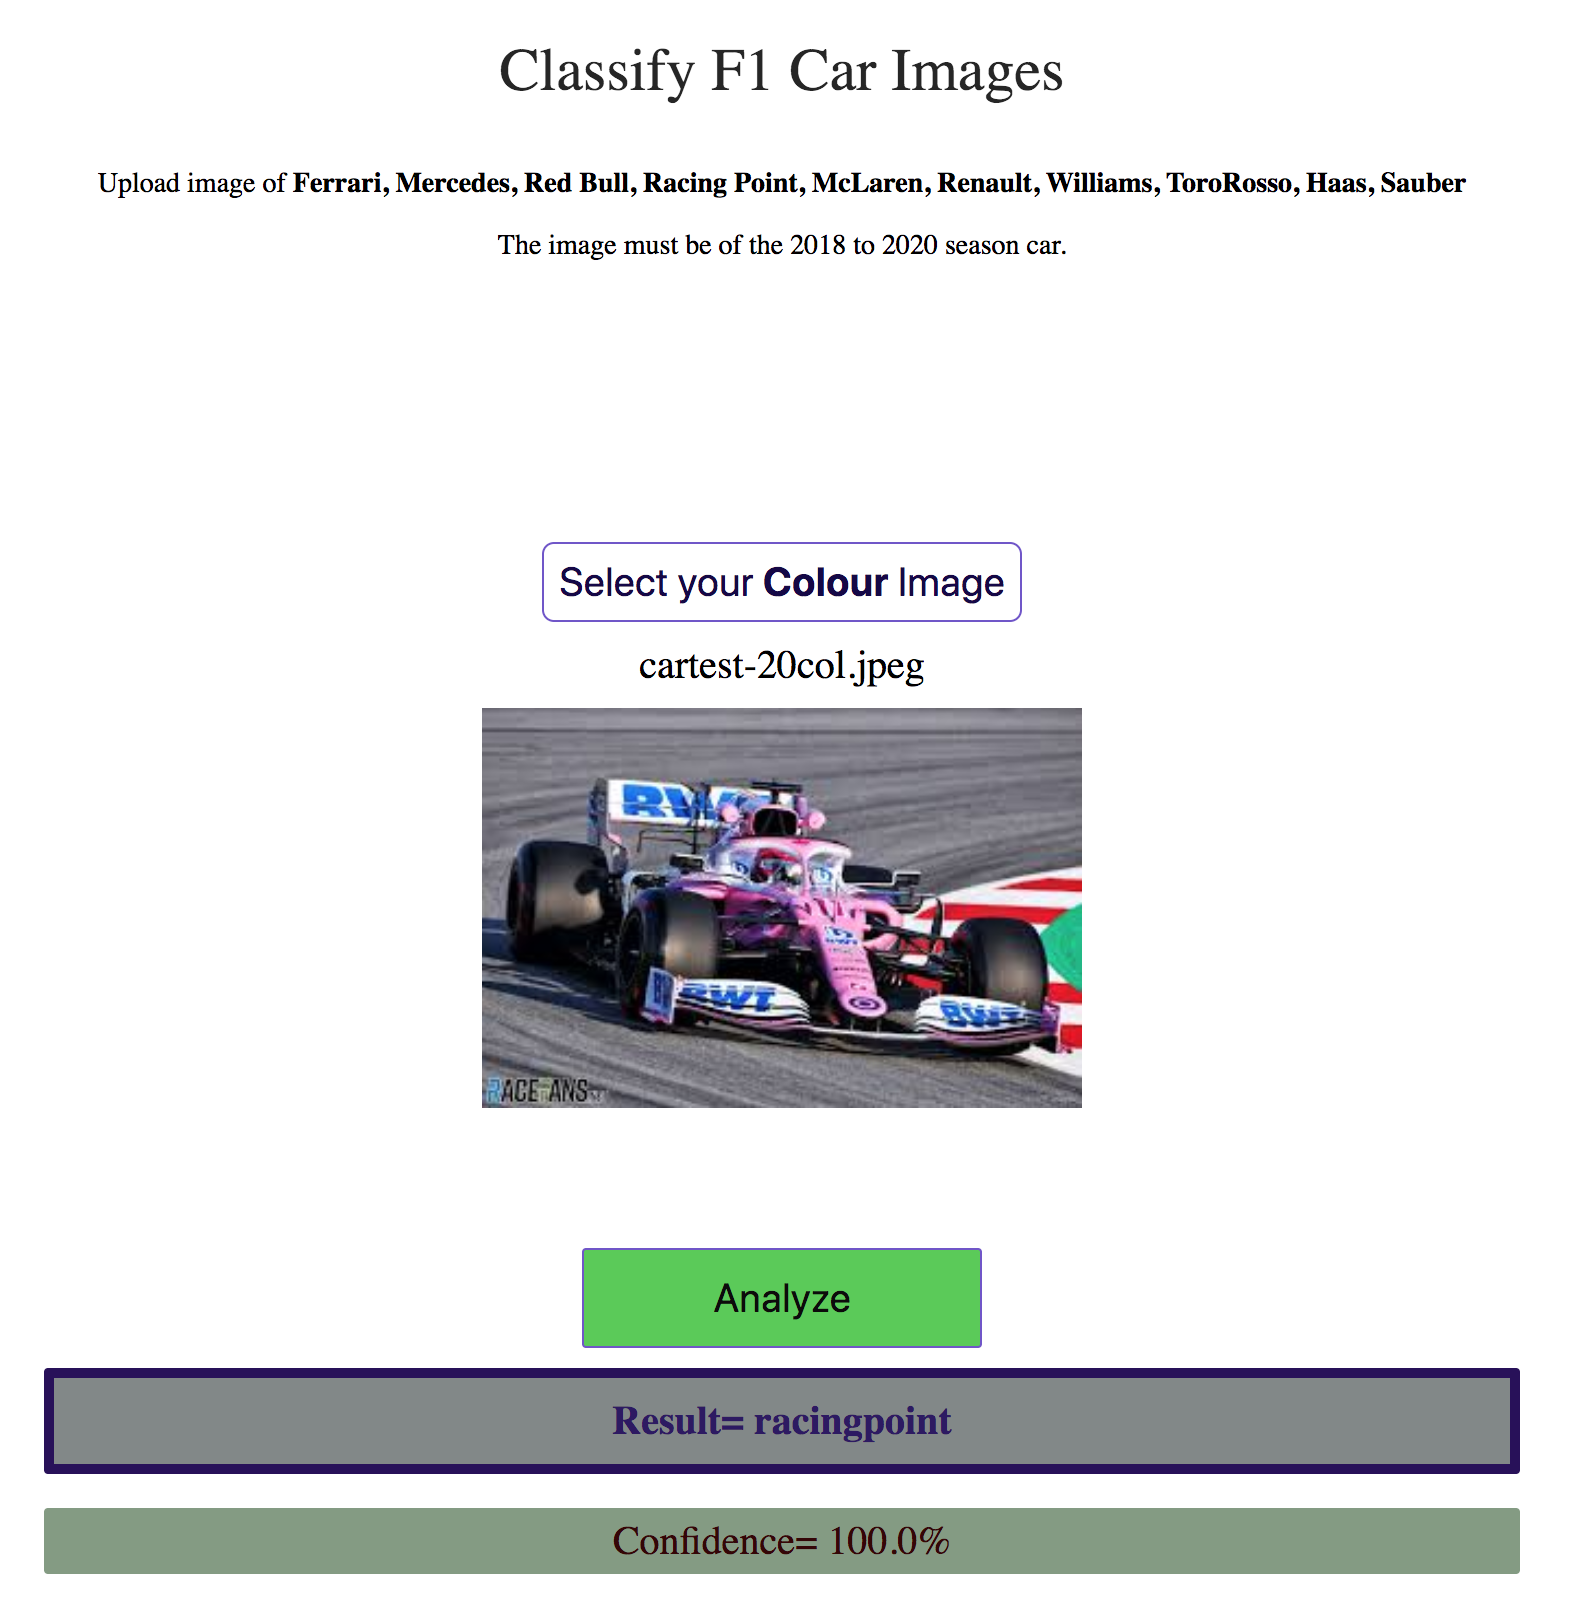 Classify F1 Car Images
Upload image of Ferrari, Mercedes, Red Bull, Racing Point, McLaren, Renault, Williams, ToroRosso, Haas, Sauber
The image must be of the 2018 to 2020 season car.
Select your Colour Image
cartest-20col.jpeg
RWT
BWT
BWT
RACEFANS
Analyze
Result= racingpoint
Confidence= 100.0%